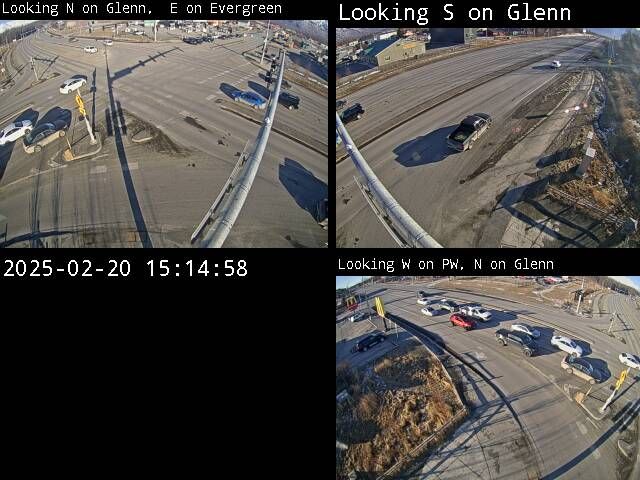 Looking N on Glenn,  E on Evergreen
Looking S on Glenn
2025-02-20 15:14:58
Looking W on PW, N on Glenn